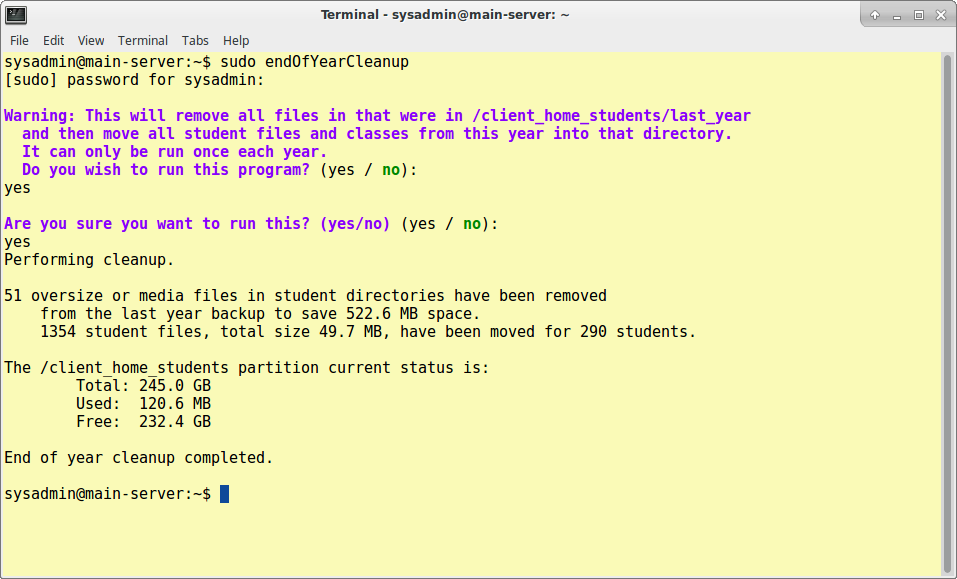 Terminal - sysadmin@main-server: ~
File Edit View Terminal Tabs Help
sysadmin@main-server:~$ sudo endOfYearCleanup
[sudo] password for sysadmin:
Warning: This will remove all files in that were in /client_home_students/last_year
and then move all student files and classes from this year into that directory.
It can only be run once each year.
Do you wish to run this program? (yes / no):
yes
Are you sure you want to run this? (yes/no) (yes / no):
yes
Performing cleanup.
51 oversize or media files in student directories have been removed
from the last year backup to save 522.6 MB space.
1354 student files, total size 49.7 MB, have been moved for 290 students.
The /client_home_students partition current status is:
Total: 245.0 GB
Used: 120.6 MB
Free: 232.4 GB
End of year cleanup completed.
sysadmin@main-server:~$